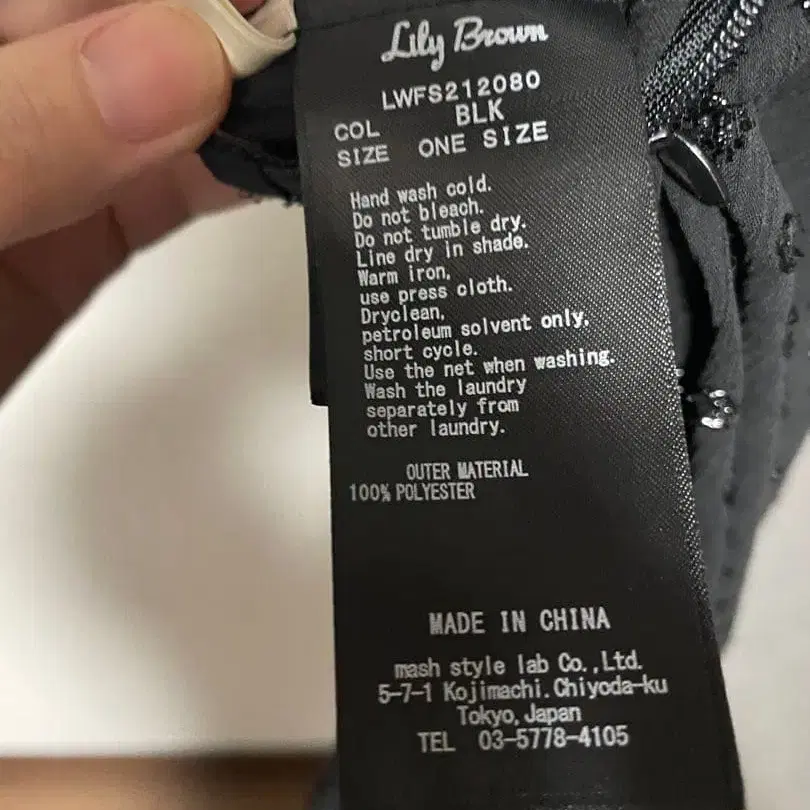 Lily Brown
LWFS212080
COL BLK
SIZE ONE SIZE
Hand wash cold.
Do not bleach.
Do not tumble dry.
Line dry in shade.
Warm iron,
use press cloth.
Dryclean,
petroleum solvent only,
short cycle.
Use the net when washing.
Wash the laundry
separately from
other laundry.
OUTER MATERIAL
100% POLYESTER
MADE IN CHINA
mash style lab Co.,Ltd.
5-7-1 Kojimachi.Chiyoda-ku
Tokyo,Japan
TEL 03-5778-4105